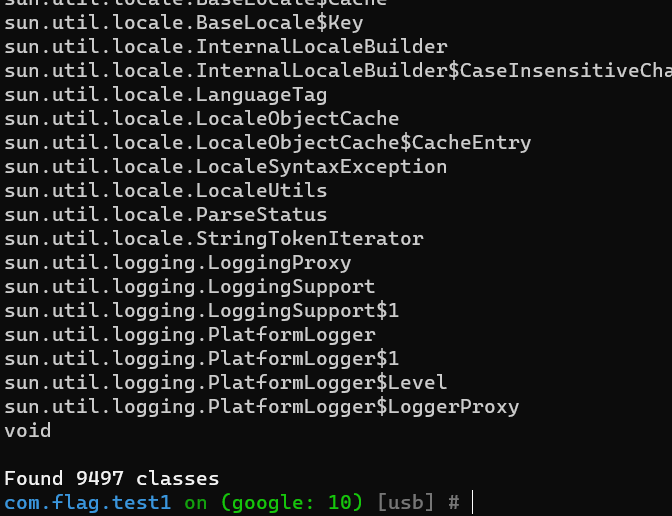 sun.util.locale.BaseLocale$Cache
sun.util.locale.BaseLocale$Key
sun.util.locale.InternalLocaleBuilder
sun.util.locale.InternalLocaleBuilder$CaseInsensitiveCha
sun.util.locale.LanguageTag
sun.util.locale.LocaleObjectCache
sun.util.locale.LocaleObjectCache$CacheEntry
sun.util.locale.LocaleSyntaxException
sun.util.locale.LocaleUtils
sun.util.locale.ParseStatus
sun.util.locale.StringTokenIterator
sun.util.logging.LoggingProxy
sun.util.logging.LoggingSupport
sun.util.logging.LoggingSupport$1
sun.util.logging.PlatformLogger
sun.util.logging.PlatformLogger$1
sun.util.logging.PlatformLogger$Level
sun.util.logging.PlatformLogger$LoggerProxy
void
Found 9497 classes
com.flag.test1 on (google: 10) [usb] #